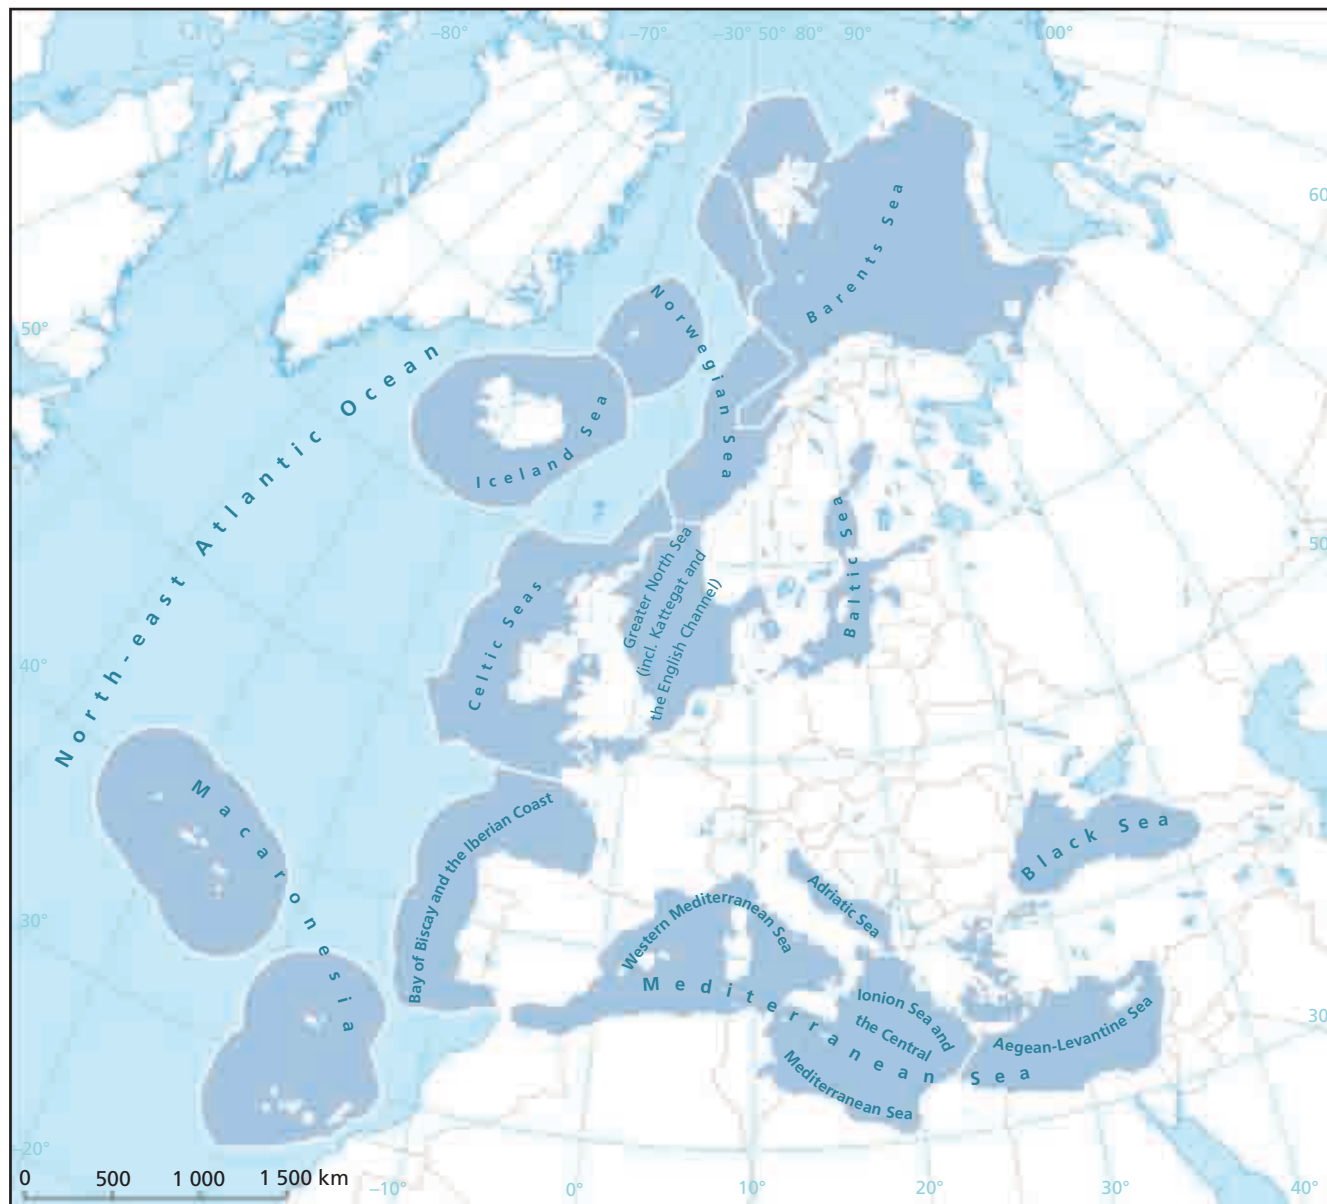 -80°
-70°
-30° 50° 80° 90°
100°
60
50°
Barents Sea
Norwegian Sea
North-east Atlantic Ocean
Iceland Sea
Baltic Sea
50
Greater North Sea
(incl. Kattegat and
the English Channel)
Celtic Seas
40°
Macaronesia
Bay of Biscay and the Iberian Coast
Black Sea
Adriatic Sea
Western Mediterranean Sea
30°
Mediterranean Sea
Ionion Sea and
the Central
Mediterranean Sea
Aegean-Levantine Sea
30
20°
0 500 1 000 1 500 km
-10°
0°
10°
20°
30°
40°